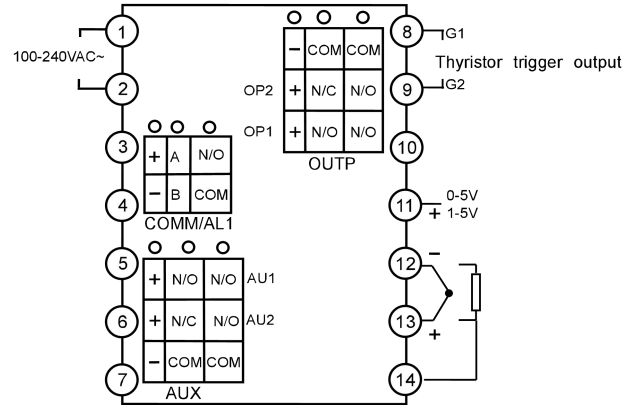 1
100-240VAC~
2
3
4
5
6
7
- COM COM
OP2 + N/C N/O
OP1 + N/O N/O
OUTP
+ A N/O
- B COM
COMM/AL1
+ N/O N/O AU1
+ N/C N/O AU2
- COM COM
AUX
8 G1
Thyristor trigger output
9 G2
10
11 0-5V
+ 1-5V
12 -
13 +
14